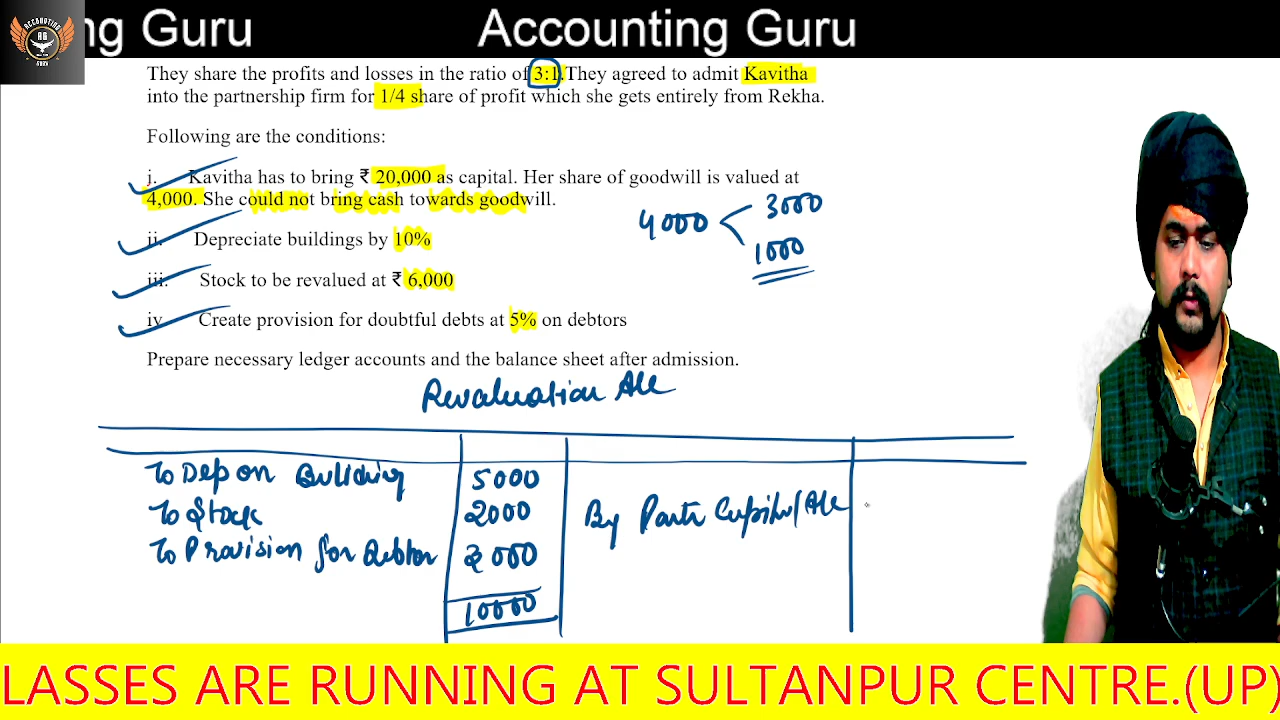 ng Guru
Accounting Guru
ACCOUNTING
AG
GURU
They share the profits and losses in the ratio of 3:1. They agreed to admit Kavitha
into the partnership firm for 1/4 share of profit which she gets entirely from Rekha.
Following are the conditions:
i. Kavitha has to bring ₹ 20,000 as capital. Her share of goodwill is valued at
4,000. She could not bring cash towards goodwill.
4000 < 3000
1000
ii. Depreciate buildings by 10%
iii. Stock to be revalued at ₹ 6,000
iv. Create provision for doubtful debts at 5% on debtors
Prepare necessary ledger accounts and the balance sheet after admission.
Revaluation A/c
To Dep on Building 5000
To Stock 2000 By Partn Capital A/c
To Provision for Debtor 3000
10000
LASSES ARE RUNNING AT SULTANPUR CENTRE.(UP)